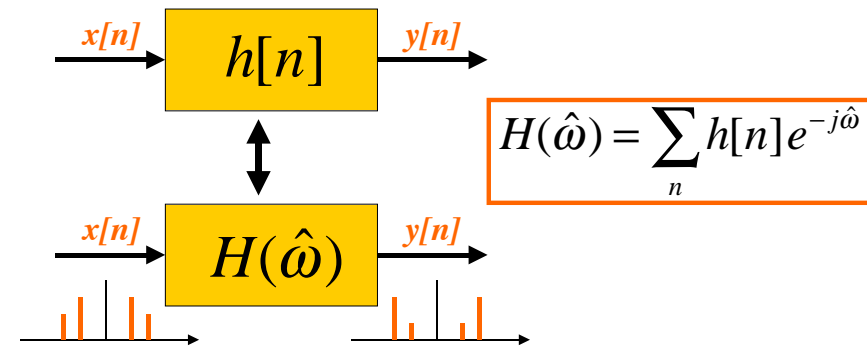 x[n] h[n] y[n]
H(ω̂) = ∑ₙ h[n] e^{-jω̂}
x[n] H(ω̂) y[n]